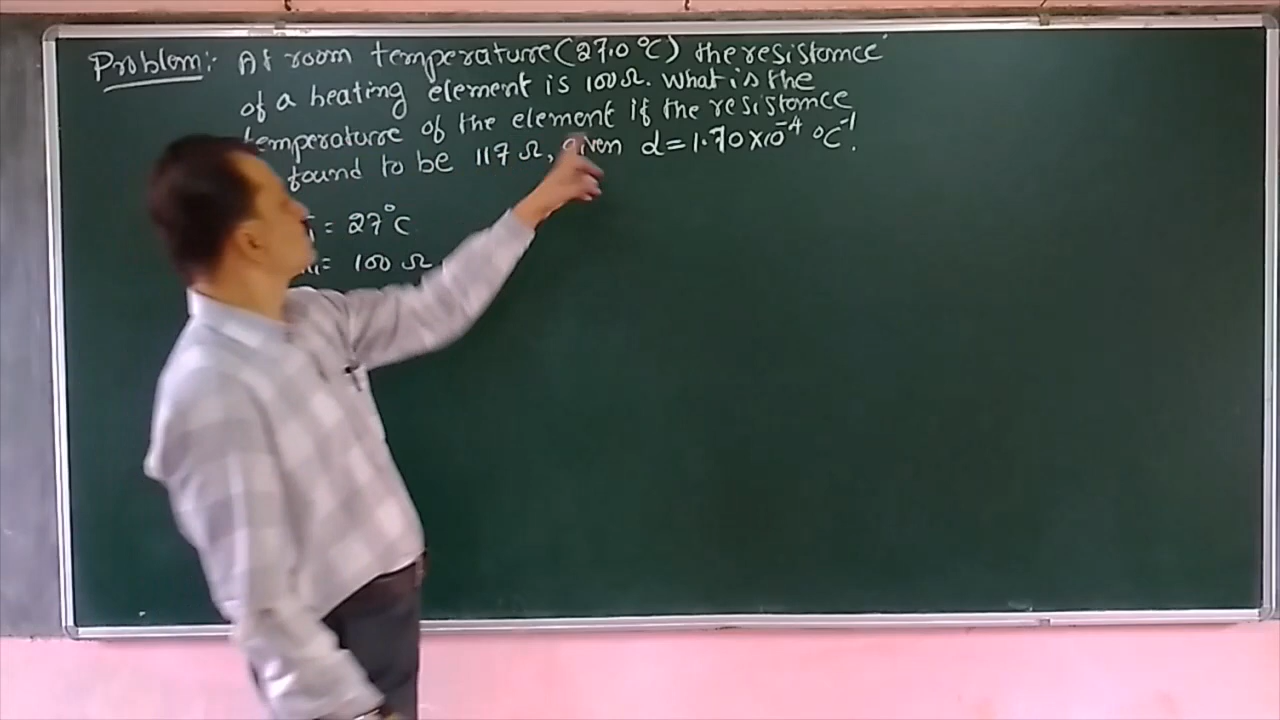 Problem: At room temperature (27.0 °C) the resistance
of a heating element is 100 Ω. What is the
temperature of the element if the resistance
found to be 117 Ω, given α = 1.70 × 10⁻⁴ °C⁻¹.
= 27°C
= 100 Ω